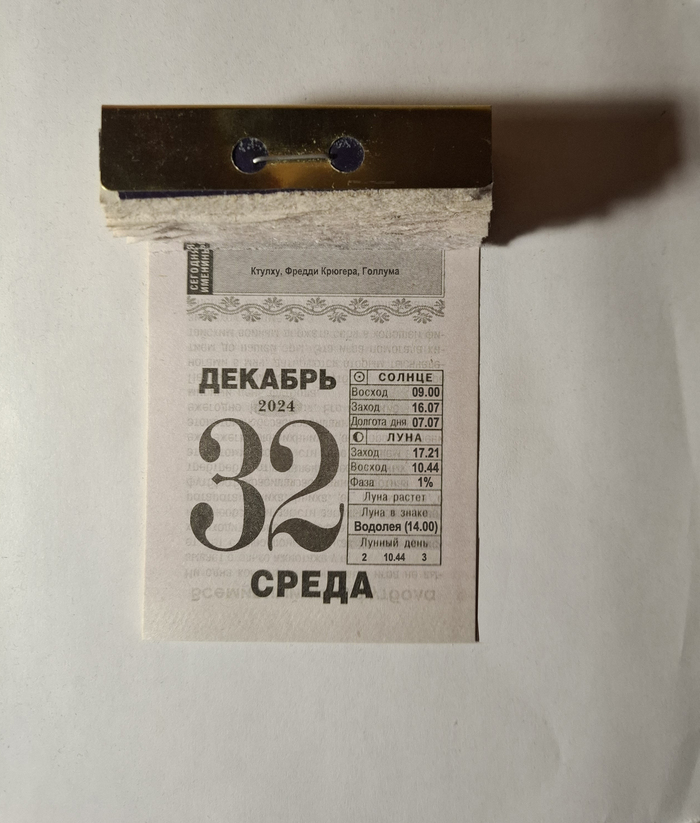 СЕГОДНЯ
ИМЕНИНЫ
Ктулху, Фредди Крюгера, Голлума
ДЕКАБРЬ
2024
32
СРЕДА
СОЛНЦЕ
Восход 09.00
Заход 16.07
Долгота дня 07.07
ЛУНА
Заход 17.21
Восход 10.44
Фаза 1%
Луна растет
Луна в знаке
Водолея (14.00)
Лунный день
2 10.44 3